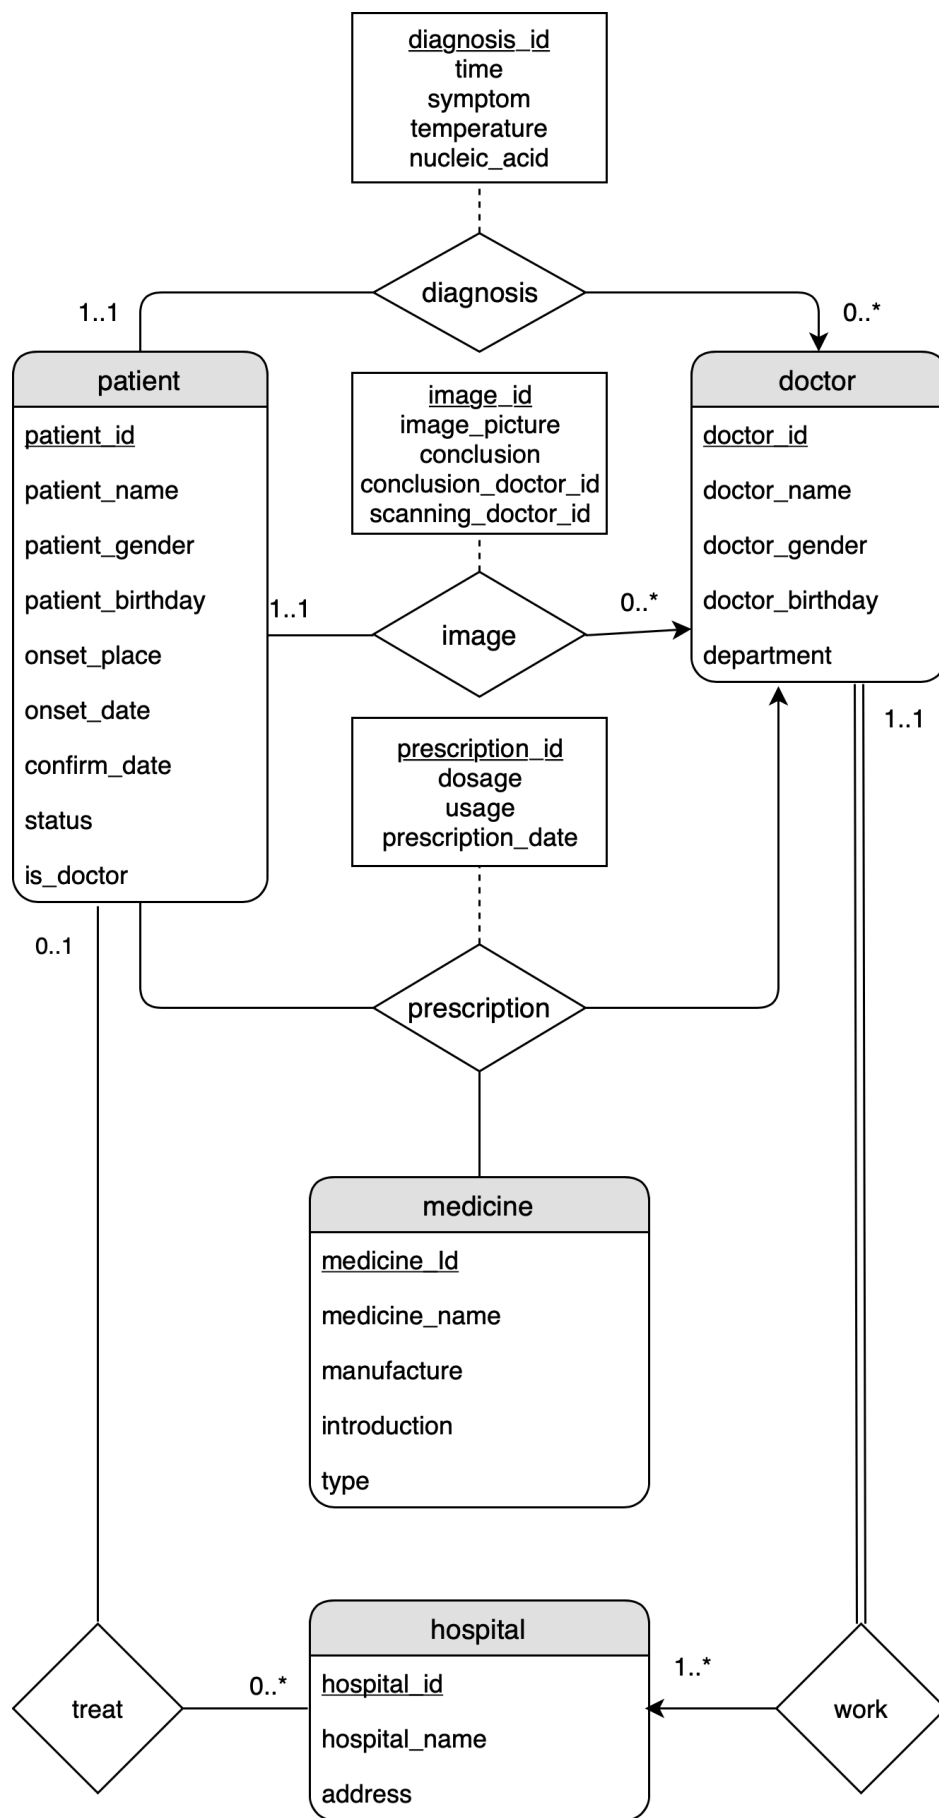 diagnosis_id
time
symptom
temperature
nucleic_acid
diagnosis
1..1
0..*
patient
patient_id
patient_name
patient_gender
patient_birthday
onset_place
onset_date
confirm_date
status
is_doctor
image_id
image_picture
conclusion
conclusion_doctor_id
scanning_doctor_id
1..1
image
0..*
doctor
doctor_id
doctor_name
doctor_gender
doctor_birthday
department
1..1
prescription_id
dosage
usage
prescription_date
0..1
prescription
medicine
medicine_Id
medicine_name
manufacture
introduction
type
treat
0..*
hospital
hospital_id
hospital_name
address
1..*
work